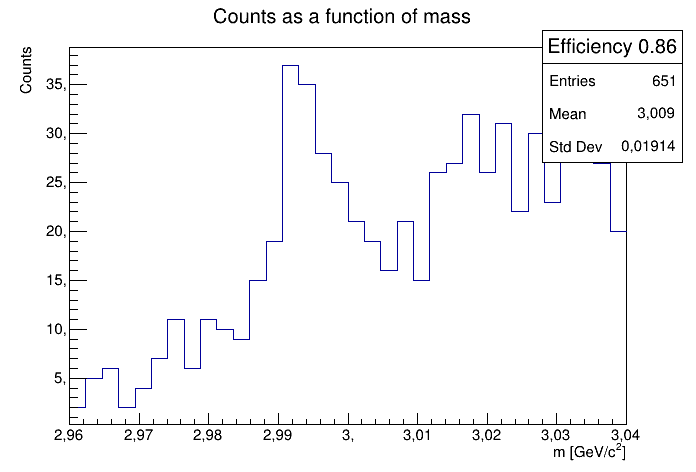 Counts as a function of mass
Counts
Efficiency 0.86
Entries 651
Mean 3,009
Std Dev 0,01914
35,
30,
25,
20,
15,
10,
5,
2,96 2,97 2,98 2,99 3, 3,01 3,02 3,03 3,04
m [GeV/c²]